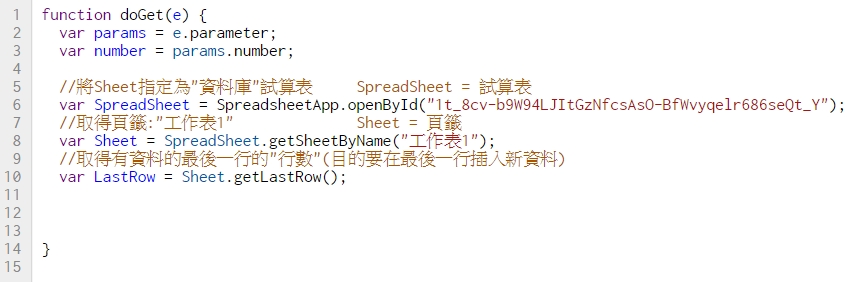 1 function doGet(e) {
2 var params = e.parameter;
3 var number = params.number;
4
5 //將Sheet指定為"資料庫"試算表 SpreadSheet = 試算表
6 var SpreadSheet = SpreadsheetApp.openById("1t_8cv-b9W94LJItGzNfcsAsO-BfWvyqelr686seQt_Y");
7 //取得頁籤:"工作表1" Sheet = 頁籤
8 var Sheet = SpreadSheet.getSheetByName("工作表1");
9 //取得有資料的最後一行的"行數"(目的要在最後一行插入新資料)
10 var LastRow = Sheet.getLastRow();
11
12
13
14 }
15